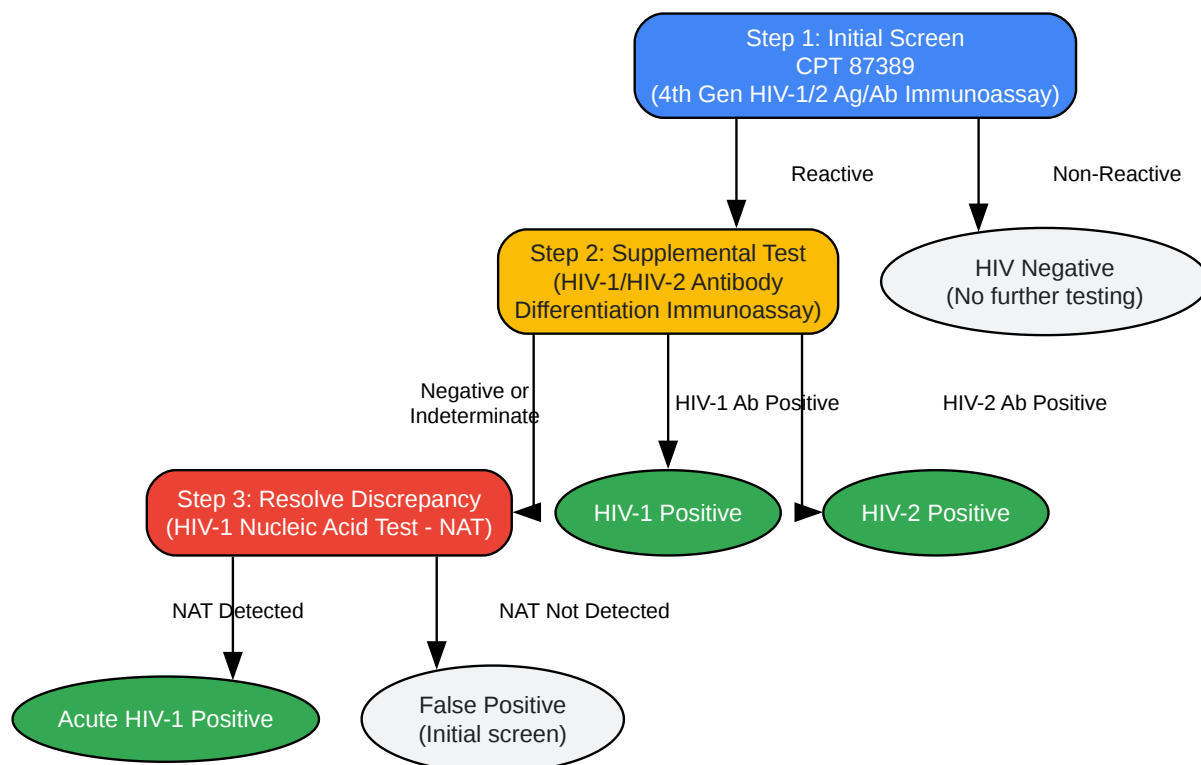 Step 1: Initial Screen
CPT 87389
(4th Gen HIV-1/2 Ag/Ab Immunoassay)
Reactive
Non-Reactive
Step 2: Supplemental Test
(HIV-1/HIV-2 Antibody
Differentiation Immunoassay)
HIV Negative
(No further testing)
Negative or
Indeterminate
HIV-1 Ab Positive
HIV-2 Ab Positive
Step 3: Resolve Discrepancy
(HIV-1 Nucleic Acid Test - NAT)
HIV-1 Positive
HIV-2 Positive
NAT Detected
NAT Not Detected
Acute HIV-1 Positive
False Positive
(Initial screen)